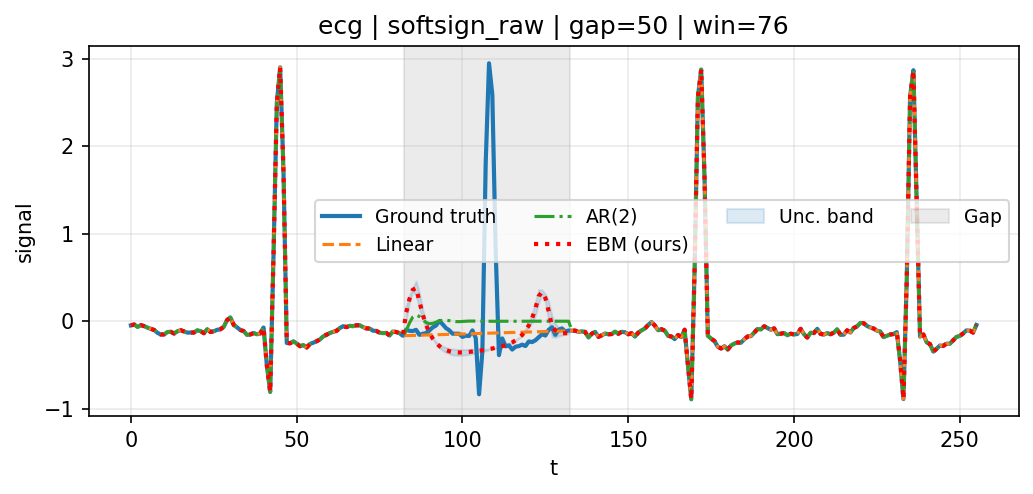 ecg | softsign_raw | gap=50 | win=76
3
2
1
0
−1
signal
Ground truth AR(2) Unc. band Gap
Linear EBM (ours)
0 50 100 150 200 250
t